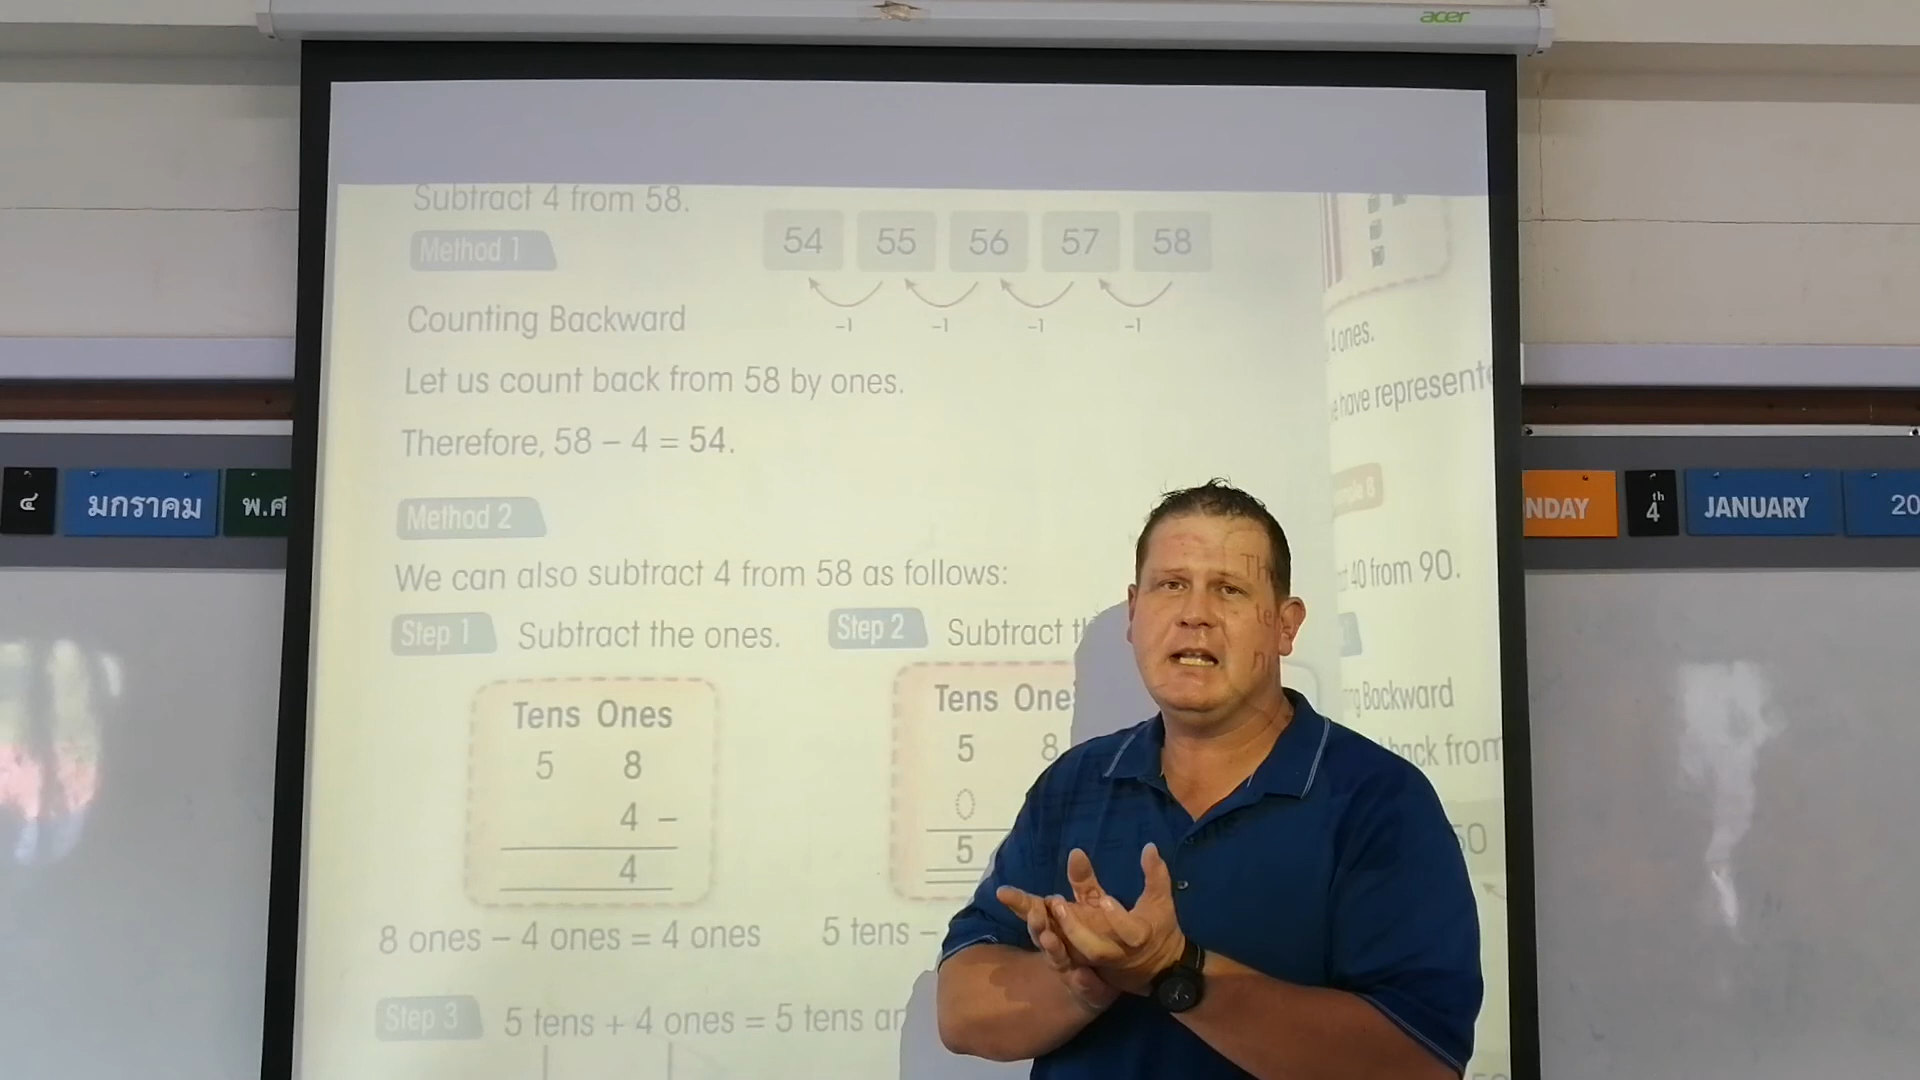 acer
Subtract 4 from 58.
Method 1
54 55 56 57 58
-1 -1 -1 -1
Counting Backward
Let us count back from 58 by ones.
Therefore, 58 – 4 = 54.
Method 2
We can also subtract 4 from 58 as follows:
Step 1 Subtract the ones.
Tens Ones
5 8
4 –
4
8 ones – 4 ones = 4 ones
Step 2 Subtract
Tens One
5 8
0
5
5 tens –
Step 3 5 tens + 4 ones = 5 tens
4 ones.
have represent
40 from 90.
Backward
back from
50
๔ มกราคม พ.ศ
NDAY 4th JANUARY 20